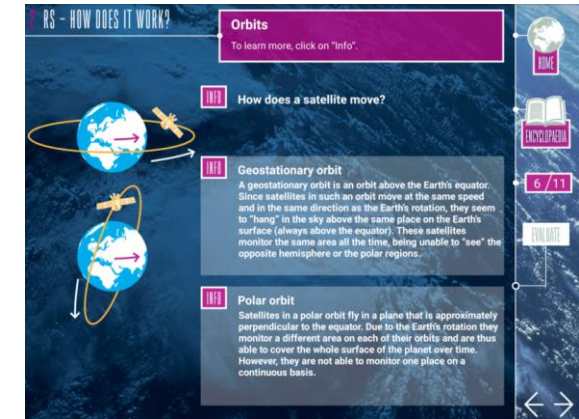 ? RS – HOW DOES IT WORK?
Orbits
To learn more, click on "Info".
HOME
INFO
How does a satellite move?
ENCYCLOPAEDIA
INFO
Geostationary orbit
A geostationary orbit is an orbit above the Earth's equator.
Since satellites in such an orbit move at the same speed
and in the same direction as the Earth's rotation, they seem
to "hang" in the sky above the same place on the Earth's
surface (always above the equator). These satellites
monitor the same area all the time, being unable to "see" the
opposite hemisphere or the polar regions.
6 / 11
EVALUATE
INFO
Polar orbit
Satellites in a polar orbit fly in a plane that is approximately
perpendicular to the equator. Due to the Earth's rotation they
monitor a different area on each of their orbits and are thus
able to cover the whole surface of the planet over time.
However, they are not able to monitor one place on a
continuous basis.